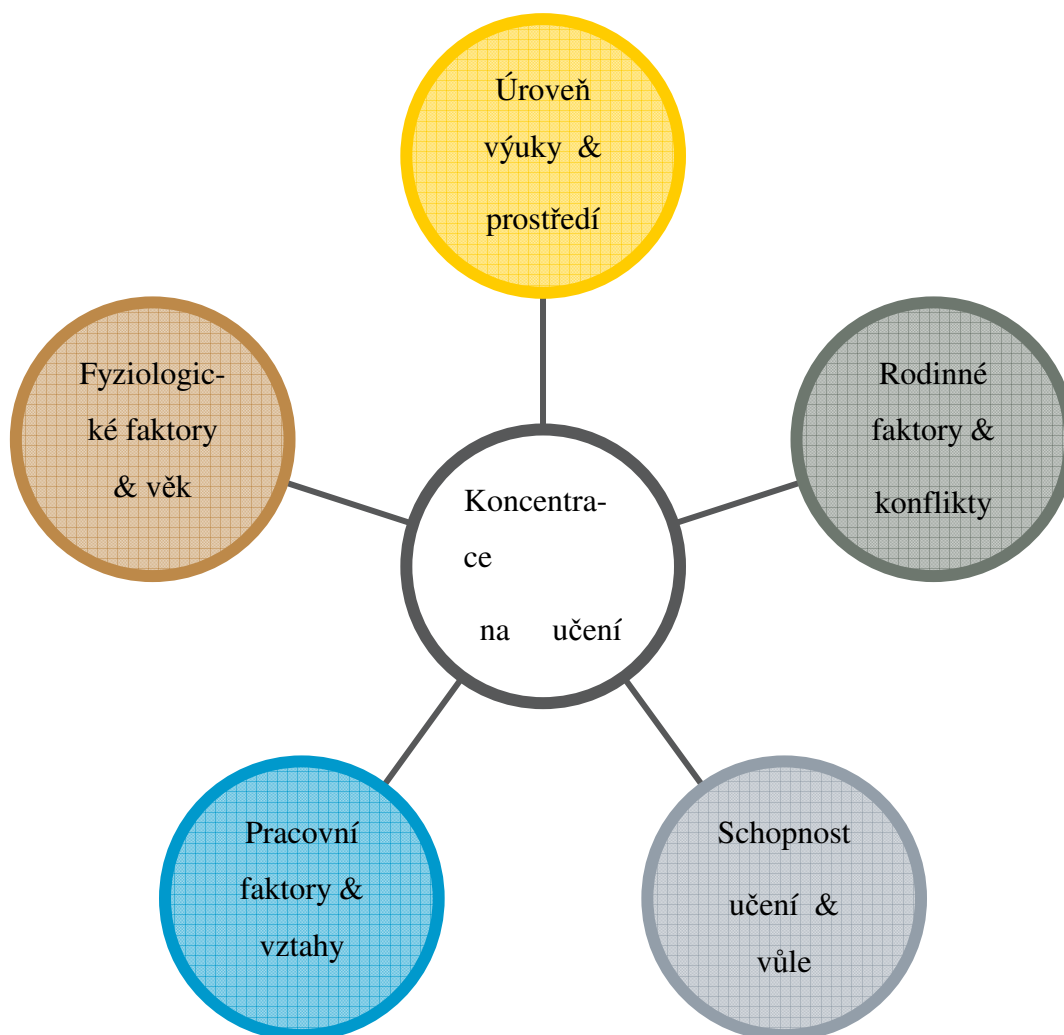 Úroveň
výuky &
prostředí
Fyziologic-
ké faktory
& věk
Rodinné
faktory &
konflikty
Koncentra-
ce
na učení
Pracovní
faktory &
vztahy
Schopnost
učení &
vůle